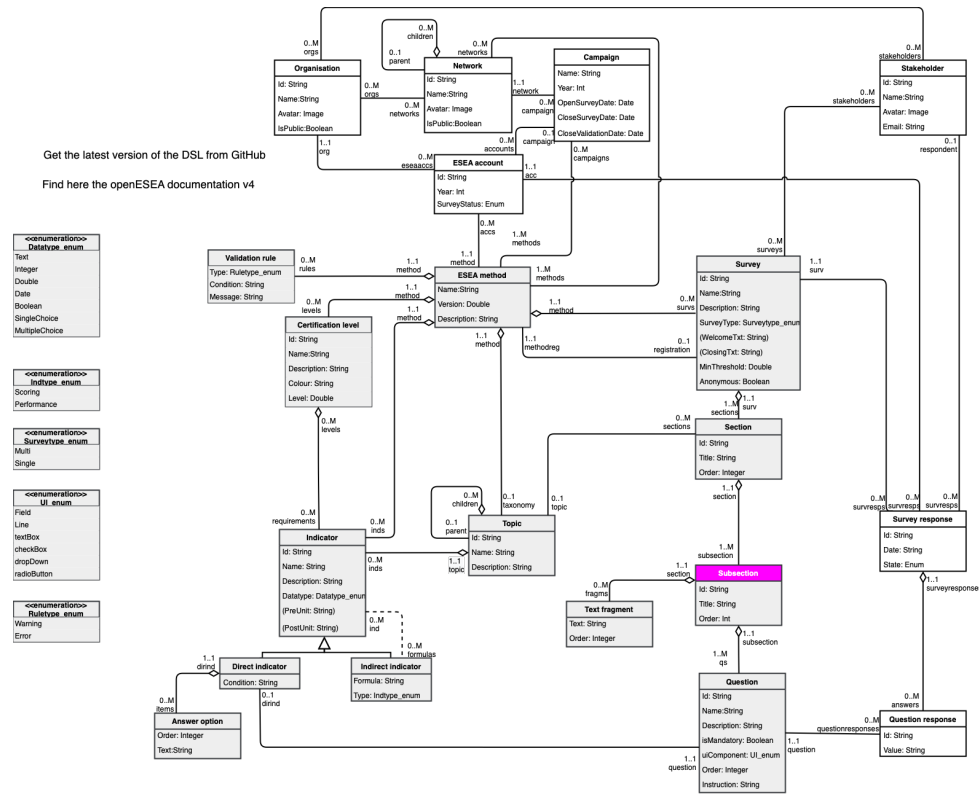 0..M
orgs
0..M
children
0..1
parent
0..M
networks
0..M
stakeholders
Organisation
Id: String
Name:String
Avatar: Image
IsPublic:Boolean
0..M
orgs
0..M
networks
Network
Id: String
Name:String
Avatar: Image
IsPublic:Boolean
1..1
network
0..M
campaign
Campaign
Name: String
Year: Int
OpenSurveyDate: Date
CloseSurveyDate: Date
CloseValidationDate: Date
Stakeholder
Id: String
Name:String
Avatar: Image
Email: String
0..M
stakeholders
0..1
respondent
1..1
org
0..M
eseaaccs
0..M
accounts
0..1
campaign
0..M
campaigns
Get the latest version of the DSL from GitHub
Find here the openESEA documentation v4
ESEA account
Id: String
Year: Int
SurveyStatus: Enum
1..1
acc
0..M
accs
1..M
methods
1..M
methods
0..M
surveys
1..1
surv
<<enumeration>>
Datatype_enum
Text
Integer
Double
Date
Boolean
SingleChoice
MultipleChoice
Validation rule
Type: Ruletype_enum
Condition: String
Message: String
0..M
rules
1..1
method
1..1
method
ESEA method
Name:String
Version: Double
Description: String
1..1
method
0..M
survs
Survey
Id: String
Name:String
Description: String
SurveyType: Surveytype_enum
(WelcomeTxt: String)
(ClosingTxt: String)
MinThreshold: Double
Anonymous: Boolean
0..M
levels
1..1
method
1..1
method
1..1
method
1..1
methodreg
0..1
registration
Certification level
Id: String
Name:String
Description: String
Colour: String
Level: Double
0..M
levels
<<enumeration>>
Indtype_enum
Scoring
Performance
1..M
sections
1..1
surv
0..M
sections
Section
Id: String
Title: String
Order: Integer
<<enumeration>>
Surveytype_enum
Multi
Single
1..1
section
<<enumeration>>
UI_enum
Field
Line
textBox
checkBox
dropDown
radioButton
0..M
requirements
0..M
inds
0..M
children
0..1
parent
0..1
taxonomy
0..1
topic
Topic
Id: String
Name: String
Description: String
0..M
survresps
0..M
survresps
0..M
survresps
Survey response
Id: String
Date: String
State: Enum
1..1
surveyresponse
Indicator
Id: String
Name: String
Description: String
Datatype: Datatype_enum
(PreUnit: String)
(PostUnit: String)
0..M
inds
1..1
topic
0..M
ind
0..M
formulas
1..M
subsection
1..1
section
0..M
fragms
Subsection
Id: String
Title: String
Order: Int
1..1
subsection
Text fragment
Text: String
Order: Integer
<<enumeration>>
Ruletype_enum
Warning
Error
1..1
dirind
Direct indicator
Condition: String
Indirect indicator
Formula: String
Type: Indtype_enum
0..1
dirind
0..M
items
Answer option
Order: Integer
Text:String
1..M
qs
Question
Id: String
Name:String
Description: String
isMandatory: Boolean
uiComponent: UI_enum
Order: Integer
Instruction: String
1..1
question
1..1
question
0..M
questionresponses
0..M
answers
Question response
Id: String
Value: String